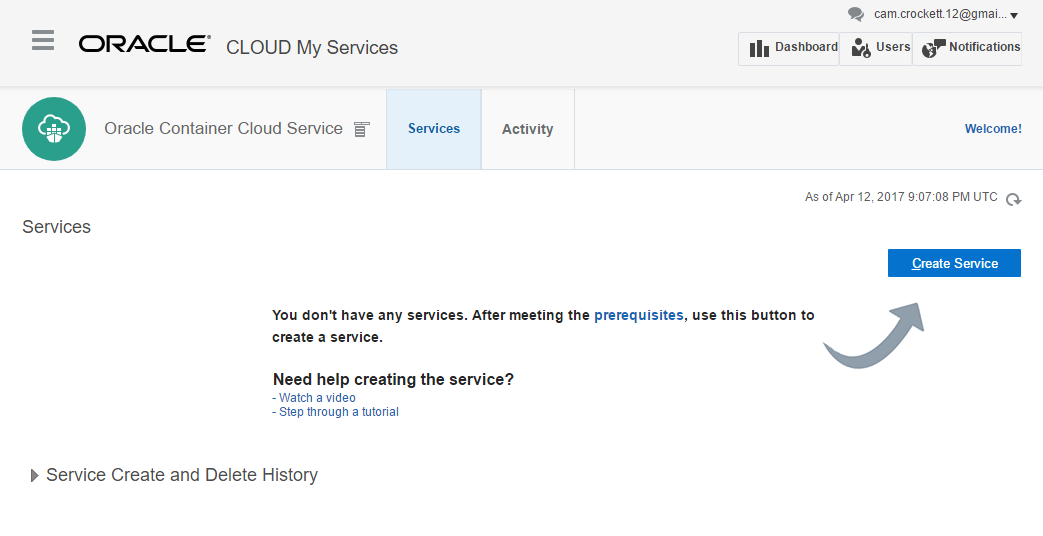 cam.crockett.12@gmai...
ORACLE® CLOUD My Services
Dashboard Users Notifications
Oracle Container Cloud Service Services Activity Welcome!
As of Apr 12, 2017 9:07:08 PM UTC
Services
Create Service
You don't have any services. After meeting the prerequisites, use this button to
create a service.
Need help creating the service?
- Watch a video
- Step through a tutorial
Service Create and Delete History